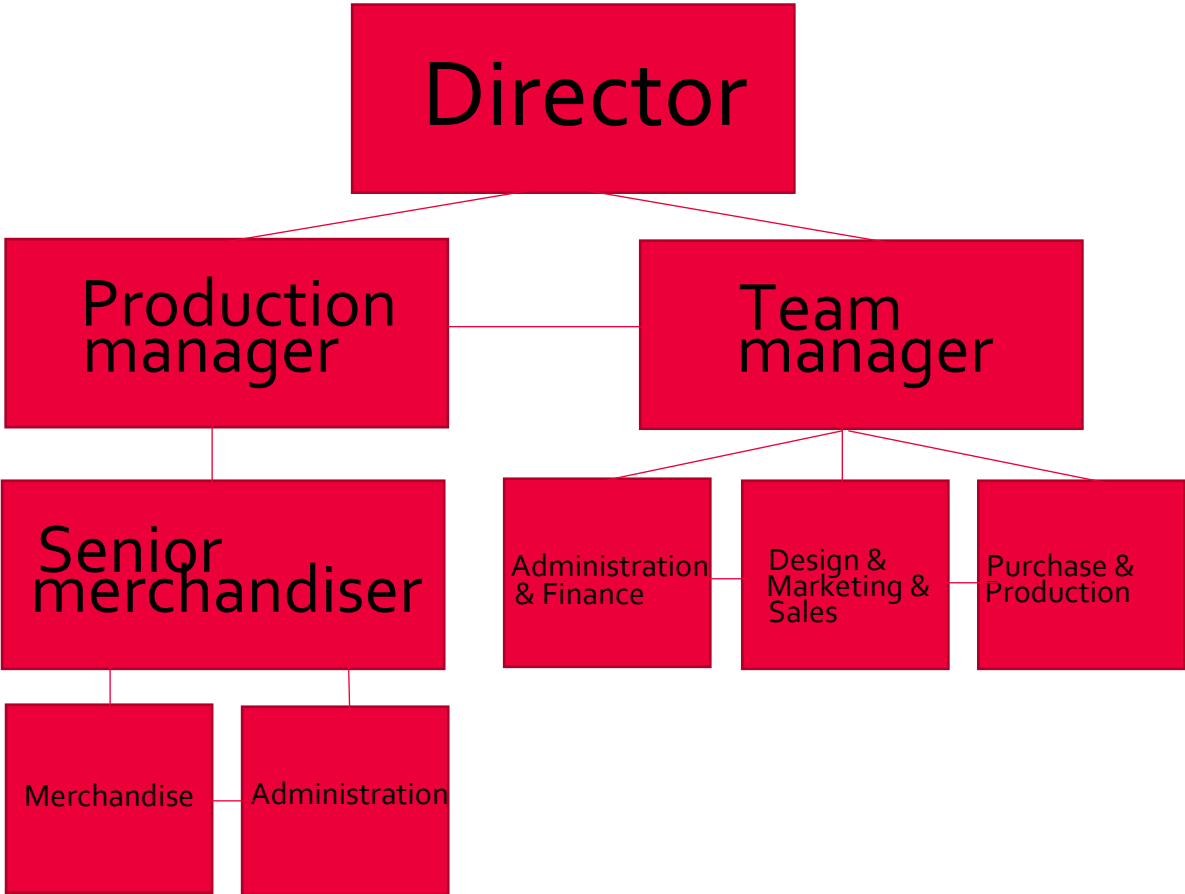 Director
Production
manager
Team
manager
Senior
merchandiser
Administration
& Finance
Design &
Marketing &
Sales
Purchase &
Production
Merchandise
Administration